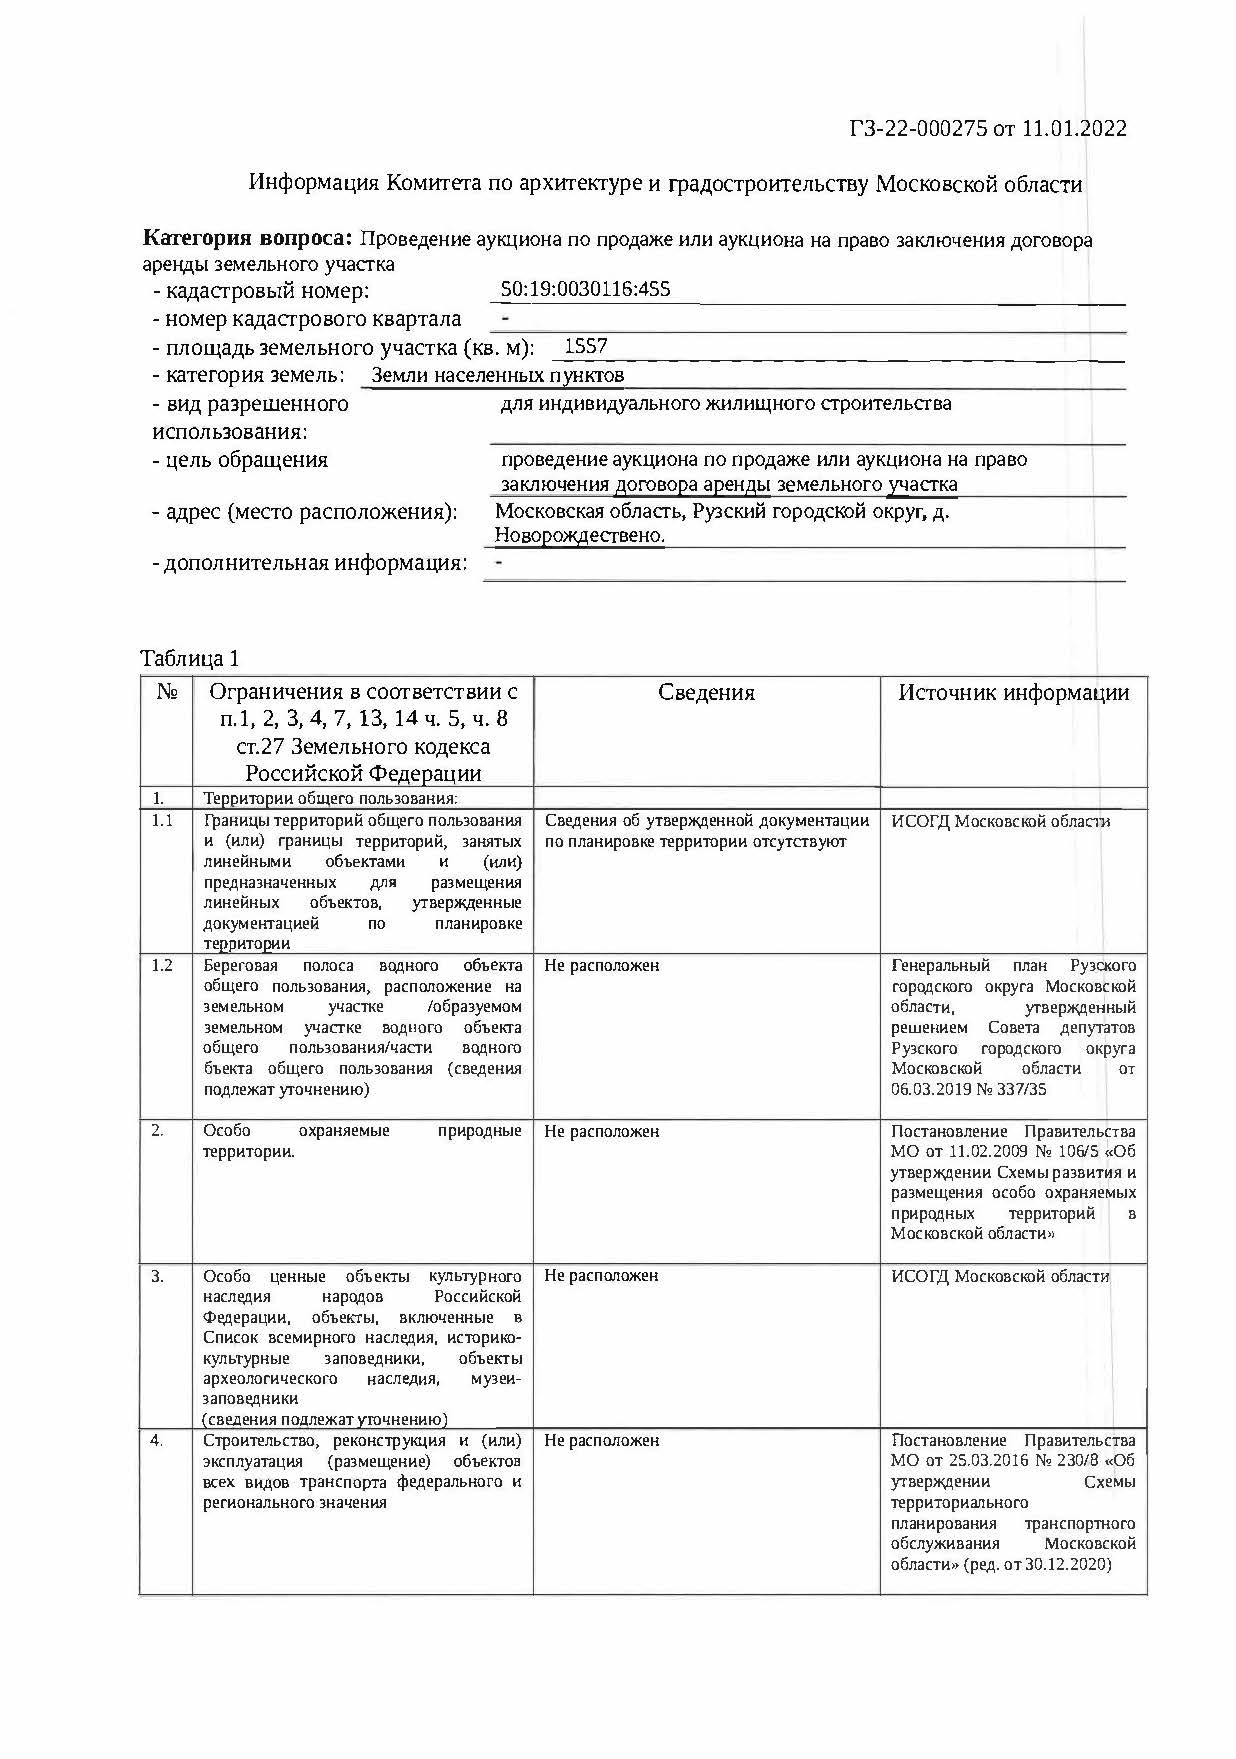 ГЗ-22-000275 от 11.01.2022
Информация Комитета по архитектуре и градостроительству Московской области
Категория вопроса: Проведение аукциона по продаже или аукциона на право заключения договора
аренды земельного участка
- кадастровый номер: 50:19:0030116:455
- номер кадастрового квартала -
- площадь земельного участка (кв. м): 1557
- категория земель: Земли населенных пунктов
- вид разрешенного для индивидуального жилищного строительства
использования:
- цель обращения проведение аукциона по продаже или аукциона на право
заключения договора аренды земельного участка
- адрес (место расположения): Московская область, Рузский городской округ, д.
Новорождествено.
- дополнительная информация: -
Таблица 1
№
Ограничения в соответствии с
п.1, 2, 3, 4, 7, 13, 14 ч. 5, ч. 8
ст.27 Земельного кодекса
Российской Федерации
Сведения
Источник информации
1.
Территории общего пользования:
1.1
Границы территорий общего пользования
и (или) границы территорий, занятых
линейными объектами и (или)
предназначенных для размещения
линейных объектов, утвержденные
документацией по планировке
территории
Сведения об утвержденной документации
по планировке территории отсутствуют
ИСОГД Московской области
1.2
Береговая полоса водного объекта
общего пользования, расположение на
земельном участке /образуемом
земельном участке водного объекта
общего пользования/части водного
бъекта общего пользования (сведения
подлежат уточнению)
Не расположен
Генеральный план Рузского
городского округа Московской
области, утвержденный
решением Совета депутатов
Рузского городского округа
Московской области от
06.03.2019 № 337/35
2.
Особо охраняемые природные
территории.
Не расположен
Постановление Правительства
МО от 11.02.2009 № 106/5 «Об
утверждении Схемы развития и
размещения особо охраняемых
природных территорий в
Московской области»
3.
Особо ценные объекты культурного
наследия народов Российской
Федерации, объекты, включенные в
Список всемирного наследия, историко-
культурные заповедники, объекты
археологического наследия, музеи-
заповедники
(сведения подлежат уточнению)
Не расположен
ИСОГД Московской области
4.
Строительство, реконструкция и (или)
эксплуатация (размещение) объектов
всех видов транспорта федерального и
регионального значения
Не расположен
Постановление Правительства
МО от 25.03.2016 № 230/8 «Об
утверждении Схемы
территориального
планирования транспортного
обслуживания Московской
области» (ред. от 30.12.2020)